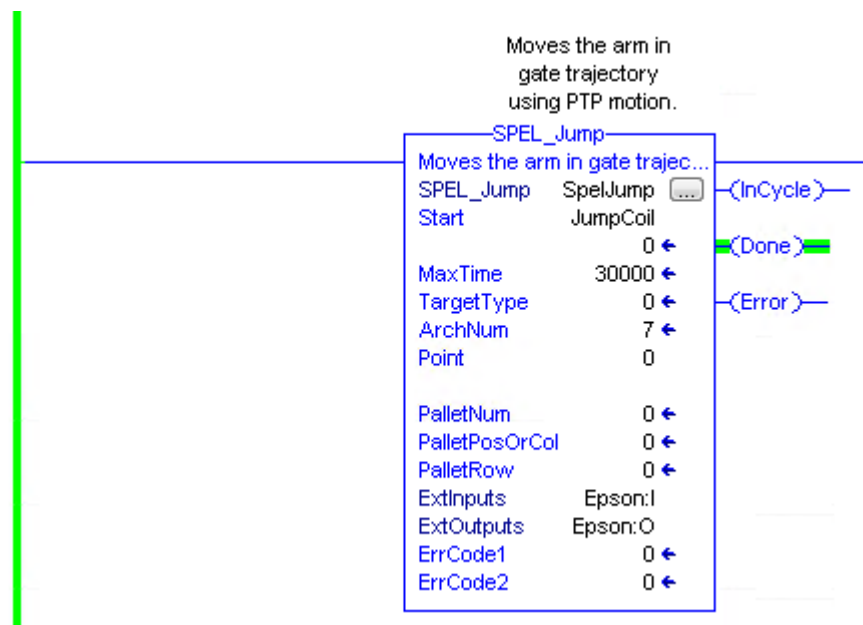 Moves the arm in
gate trajectory
using PTP motion.
SPEL_Jump
Moves the arm in gate trajec...
SPEL_Jump SpelJump ... (InCycle)
Start JumpCoil
0 (Done)
MaxTime 30000
TargetType 0 (Error)
ArchNum 7
Point 0
PalletNum 0
PalletPosOrCol 0
PalletRow 0
ExtInputs Epson:I
ExtOutputs Epson:O
ErrCode1 0
ErrCode2 0